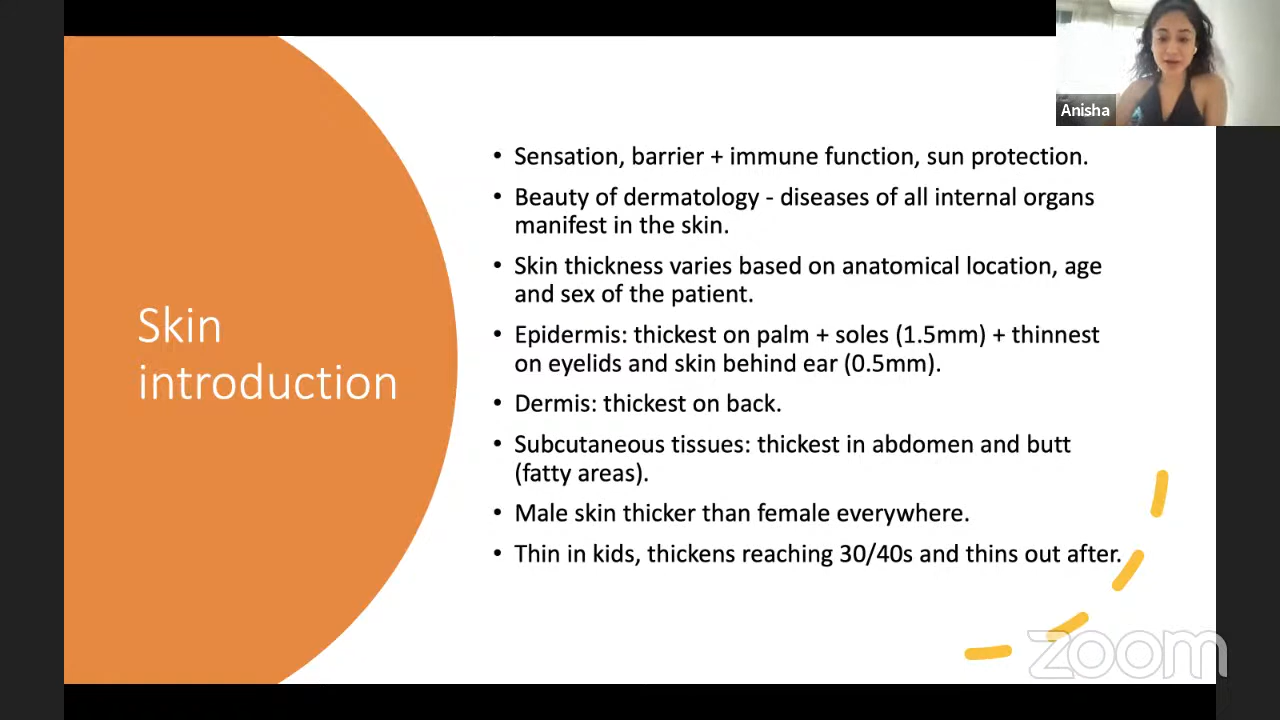 Anisha
Skin
introduction
• Sensation, barrier + immune function, sun protection.
• Beauty of dermatology - diseases of all internal organs
manifest in the skin.
• Skin thickness varies based on anatomical location, age
and sex of the patient.
• Epidermis: thickest on palm + soles (1.5mm) + thinnest
on eyelids and skin behind ear (0.5mm).
• Dermis: thickest on back.
• Subcutaneous tissues: thickest in abdomen and butt
(fatty areas).
• Male skin thicker than female everywhere.
• Thin in kids, thickens reaching 30/40s and thins out after.
zoom